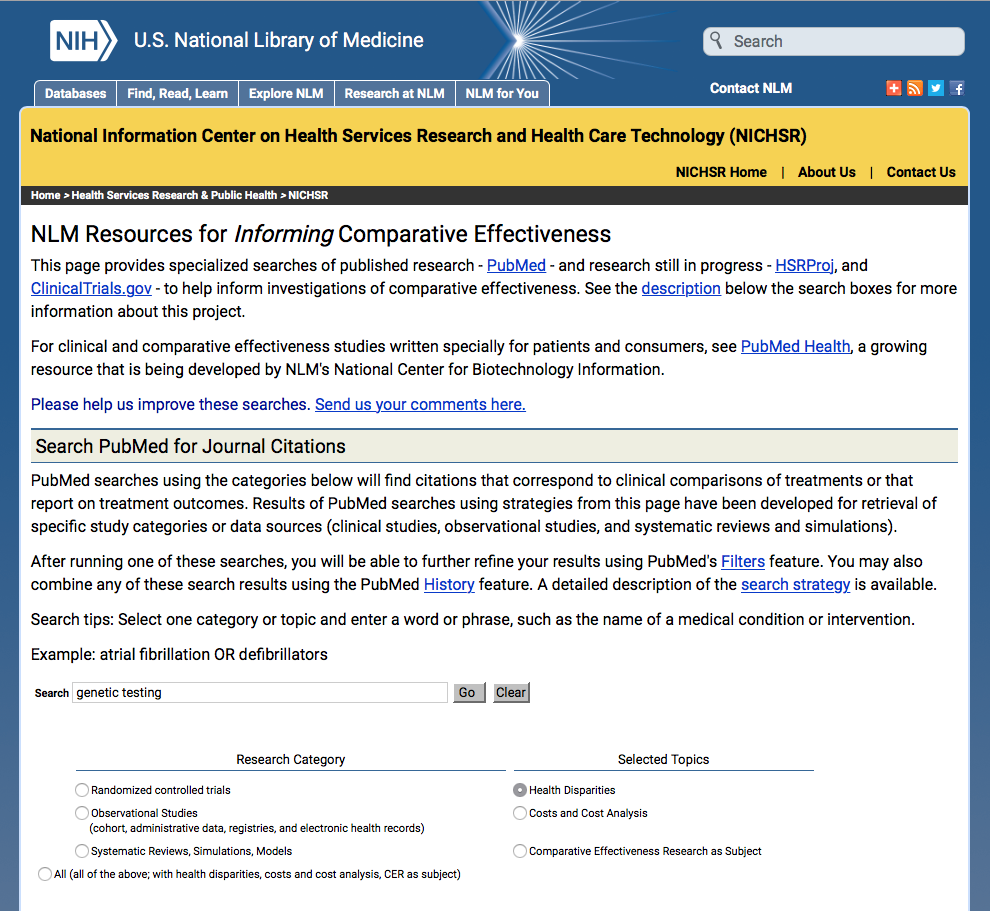 NIH U.S. National Library of Medicine
Search
Databases Find, Read, Learn Explore NLM Research at NLM NLM for You
Contact NLM
National Information Center on Health Services Research and Health Care Technology (NICHSR)
NICHSR Home | About Us | Contact Us
Home > Health Services Research & Public Health > NICHSR
NLM Resources for Informing Comparative Effectiveness
This page provides specialized searches of published research - PubMed - and research still in progress - HSRProj, and
ClinicalTrials.gov - to help inform investigations of comparative effectiveness. See the description below the search boxes for more
information about this project.
For clinical and comparative effectiveness studies written specially for patients and consumers, see PubMed Health, a growing
resource that is being developed by NLM's National Center for Biotechnology Information.
Please help us improve these searches. Send us your comments here.
Search PubMed for Journal Citations
PubMed searches using the categories below will find citations that correspond to clinical comparisons of treatments or that
report on treatment outcomes. Results of PubMed searches using strategies from this page have been developed for retrieval of
specific study categories or data sources (clinical studies, observational studies, and systematic reviews and simulations).
After running one of these searches, you will be able to further refine your results using PubMed's Filters feature. You may also
combine any of these search results using the PubMed History feature. A detailed description of the search strategy is available.
Search tips: Select one category or topic and enter a word or phrase, such as the name of a medical condition or intervention.
Example: atrial fibrillation OR defibrillators
Search genetic testing Go Clear
Research Category
Randomized controlled trials
Observational Studies
(cohort, administrative data, registries, and electronic health records)
Systematic Reviews, Simulations, Models
All (all of the above; with health disparities, costs and cost analysis, CER as subject)
Selected Topics
Health Disparities
Costs and Cost Analysis
Comparative Effectiveness Research as Subject